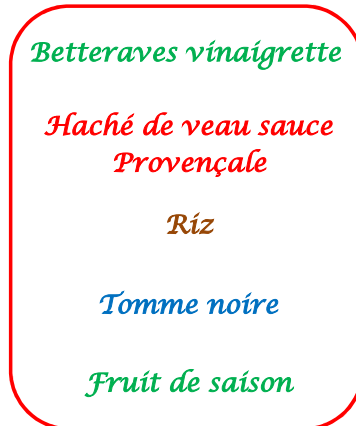 Betteraves vinaigrette
Haché de veau sauce
Provençale
Riz
Tomme noire
Fruit de saison